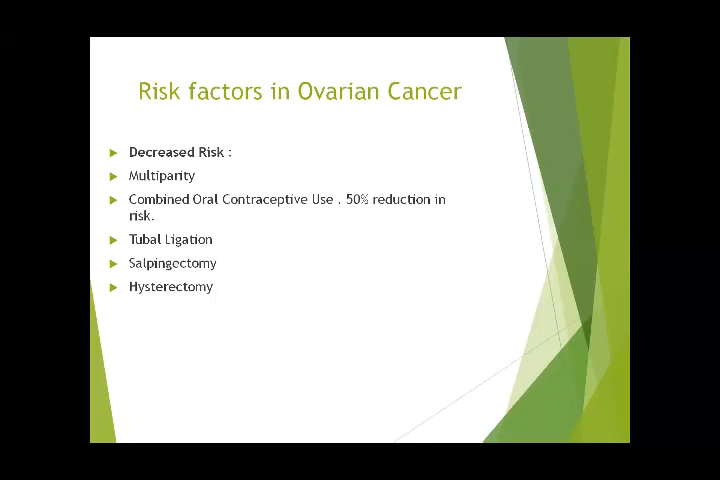 Risk factors in Ovarian Cancer
Decreased Risk :
Multiparity
Combined Oral Contraceptive Use . 50% reduction in
risk.
Tubal Ligation
Salpingectomy
Hysterectomy